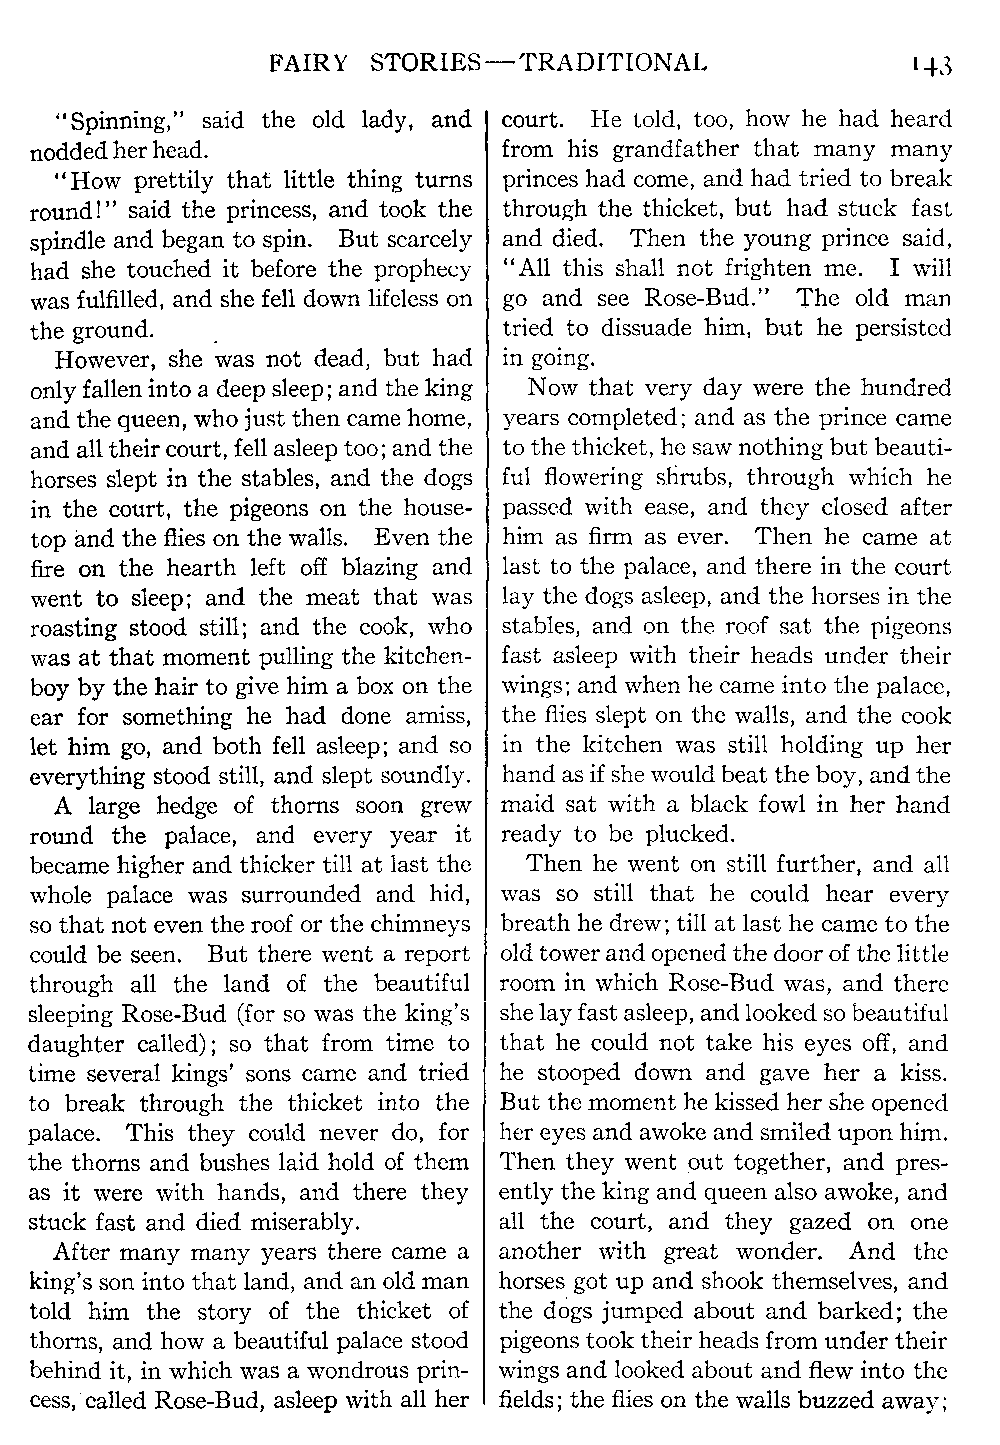 FAIRY STORIES—TRADITIONAL 143
"Spinning," said the old lady, and
nodded her head.
"How prettily that little thing turns
round!" said the princess, and took the
spindle and began to spin. But scarcely
had she touched it before the prophecy
was fulfilled, and she fell down lifeless on
the ground.
However, she was not dead, but had
only fallen into a deep sleep; and the king
and the queen, who just then came home,
and all their court, fell asleep too; and the
horses slept in the stables, and the dogs
in the court, the pigeons on the house-
top and the flies on the walls. Even the
fire on the hearth left off blazing and
went to sleep; and the meat that was
roasting stood still; and the cook, who
was at that moment pulling the kitchen-
boy by the hair to give him a box on the
ear for something he had done amiss,
let him go, and both fell asleep; and so
everything stood still, and slept soundly.
A large hedge of thorns soon grew
round the palace, and every year it
became higher and thicker till at last the
whole palace was surrounded and hid,
so that not even the roof or the chimneys
could be seen. But there went a report
through all the land of the beautiful
sleeping Rose-Bud (for so was the king's
daughter called); so that from time to
time several kings' sons came and tried
to break through the thicket into the
palace. This they could never do, for
the thorns and bushes laid hold of them
as it were with hands, and there they
stuck fast and died miserably.
After many many years there came a
king's son into that land, and an old man
told him the story of the thicket of
thorns, and how a beautiful palace stood
behind it, in which was a wondrous prin-
cess, called Rose-Bud, asleep with all her
court. He told, too, how he had heard
from his grandfather that many many
princes had come, and had tried to break
through the thicket, but had stuck fast
and died. Then the young prince said,
"All this shall not frighten me. I will
go and see Rose-Bud." The old man
tried to dissuade him, but he persisted
in going.
Now that very day were the hundred
years completed; and as the prince came
to the thicket, he saw nothing but beauti-
ful flowering shrubs, through which he
passed with ease, and they closed after
him as firm as ever. Then he came at
last to the palace, and there in the court
lay the dogs asleep, and the horses in the
stables, and on the roof sat the pigeons
fast asleep with their heads under their
wings; and when he came into the palace,
the flies slept on the walls, and the cook
in the kitchen was still holding up her
hand as if she would beat the boy, and the
maid sat with a black fowl in her hand
ready to be plucked.
Then he went on still further, and all
was so still that he could hear every
breath he drew; till at last he came to the
old tower and opened the door of the little
room in which Rose-Bud was, and there
she lay fast asleep, and looked so beautiful
that he could not take his eyes off, and
he stooped down and gave her a kiss.
But the moment he kissed her she opened
her eyes and awoke and smiled upon him.
Then they went out together, and pres-
ently the king and queen also awoke, and
all the court, and they gazed on one
another with great wonder. And the
horses got up and shook themselves, and
the dogs jumped about and barked; the
pigeons took their heads from under their
wings and looked about and flew into the
fields; the flies on the walls buzzed away;